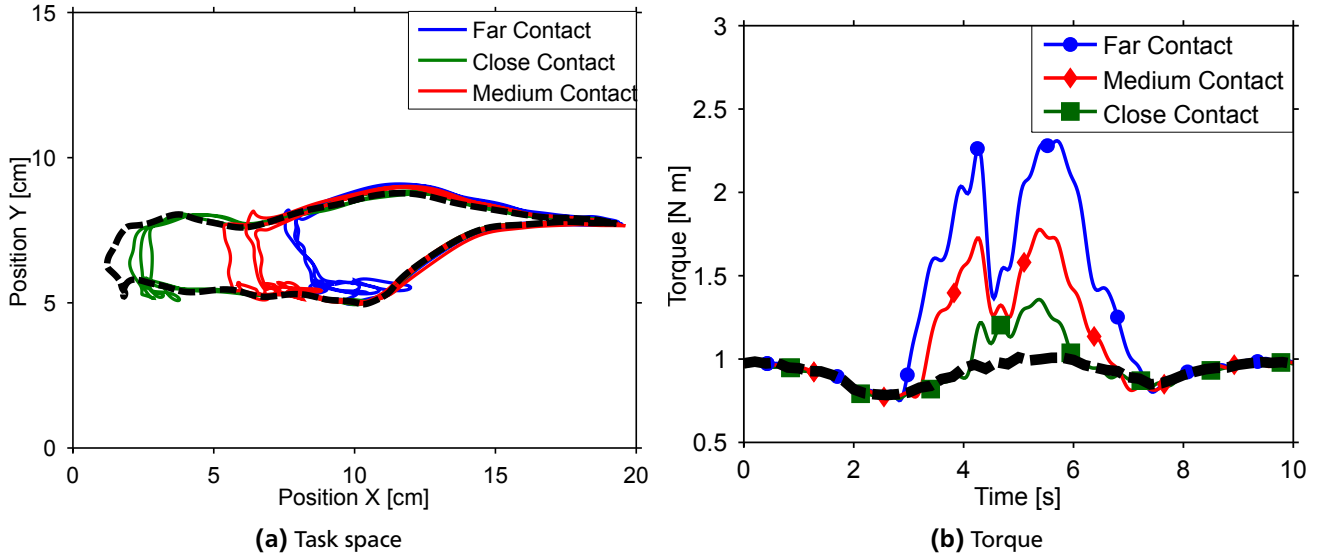 15
10
5
0
Position Y [cm]
0
5
10
15
20
Position X [cm]
Far Contact
Close Contact
Medium Contact
(a) Task space
3
2.5
2
1.5
1
0.5
Torque [N m]
0
2
4
6
8
10
Time [s]
Far Contact
Medium Contact
Close Contact
(b) Torque